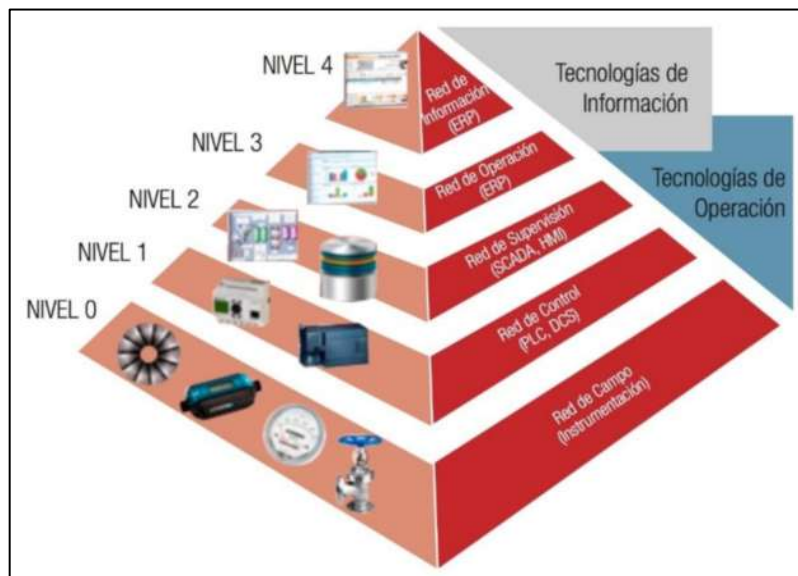 NIVEL 4
Red de
Información
(ERP)
Tecnologías de
Información
NIVEL 3
Red de Operación
(ERP)
Tecnologías de
Operación
NIVEL 2
Red de Supervisión
(SCADA, HMI)
NIVEL 1
Red de Control
(PLC, DCS)
NIVEL 0
Red de Campo
(Instrumentación)